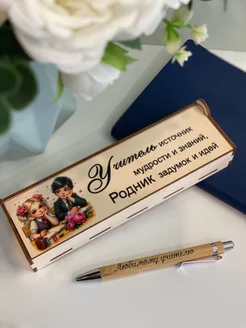 Учитель источник
мудрости и знаний,
Родник задумок и идей
Любимому учителю